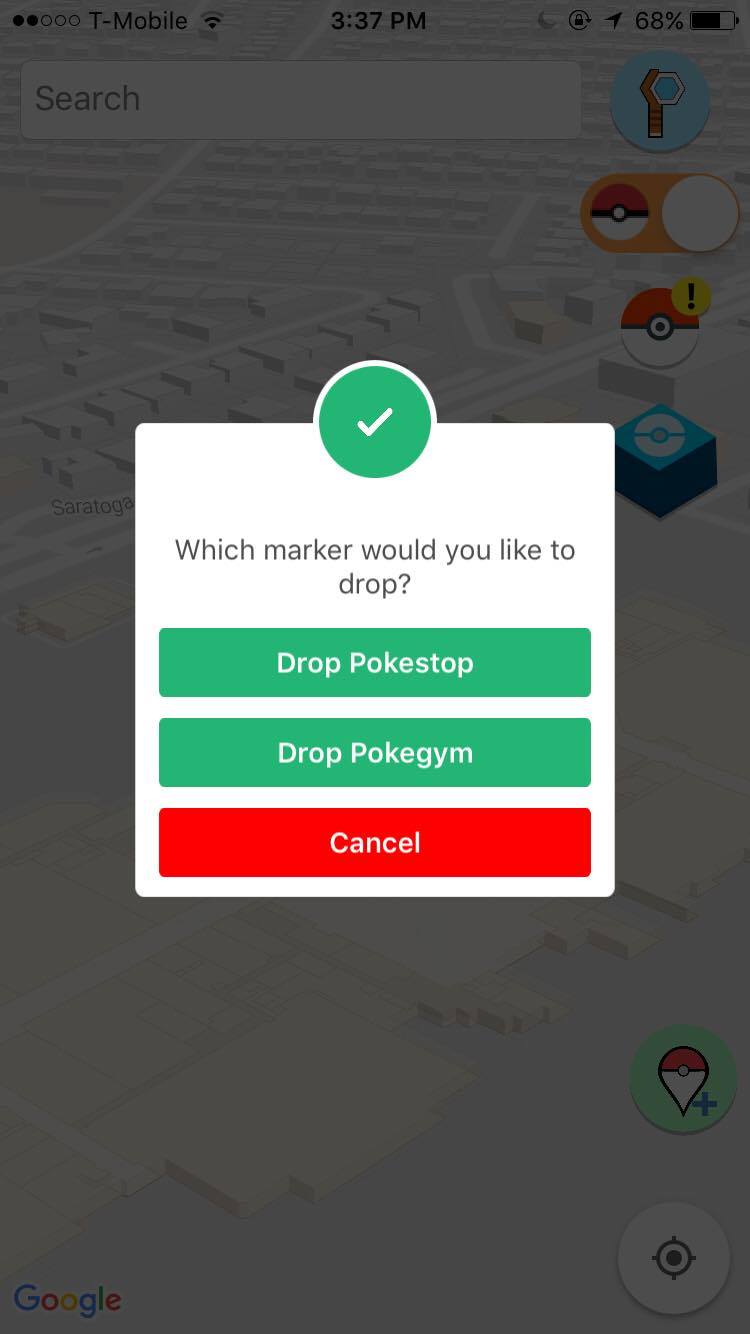 T-Mobile 3:37 PM 68%
Search
!
Saratoga
Which marker would you like to
drop?
Drop Pokestop
Drop Pokegym
Cancel
Google